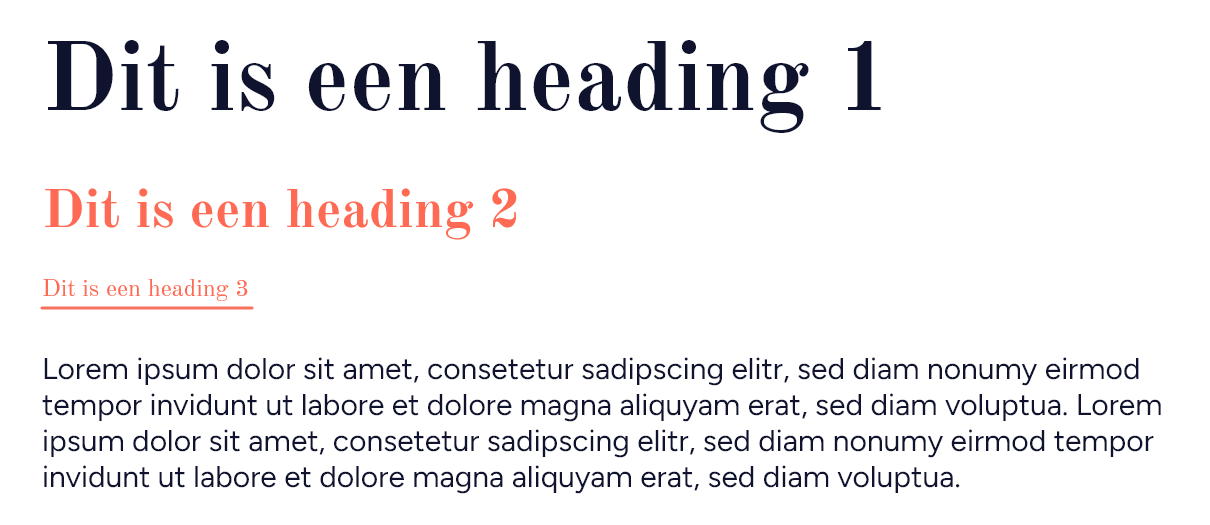 Dit is een heading 1
Dit is een heading 2
Dit is een heading 3
Lorem ipsum dolor sit amet, consetetur sadipscing elitr, sed diam nonumy eirmod
tempor invidunt ut labore et dolore magna aliquyam erat, sed diam voluptua. Lorem
ipsum dolor sit amet, consetetur sadipscing elitr, sed diam nonumy eirmod tempor
invidunt ut labore et dolore magna aliquyam erat, sed diam voluptua.